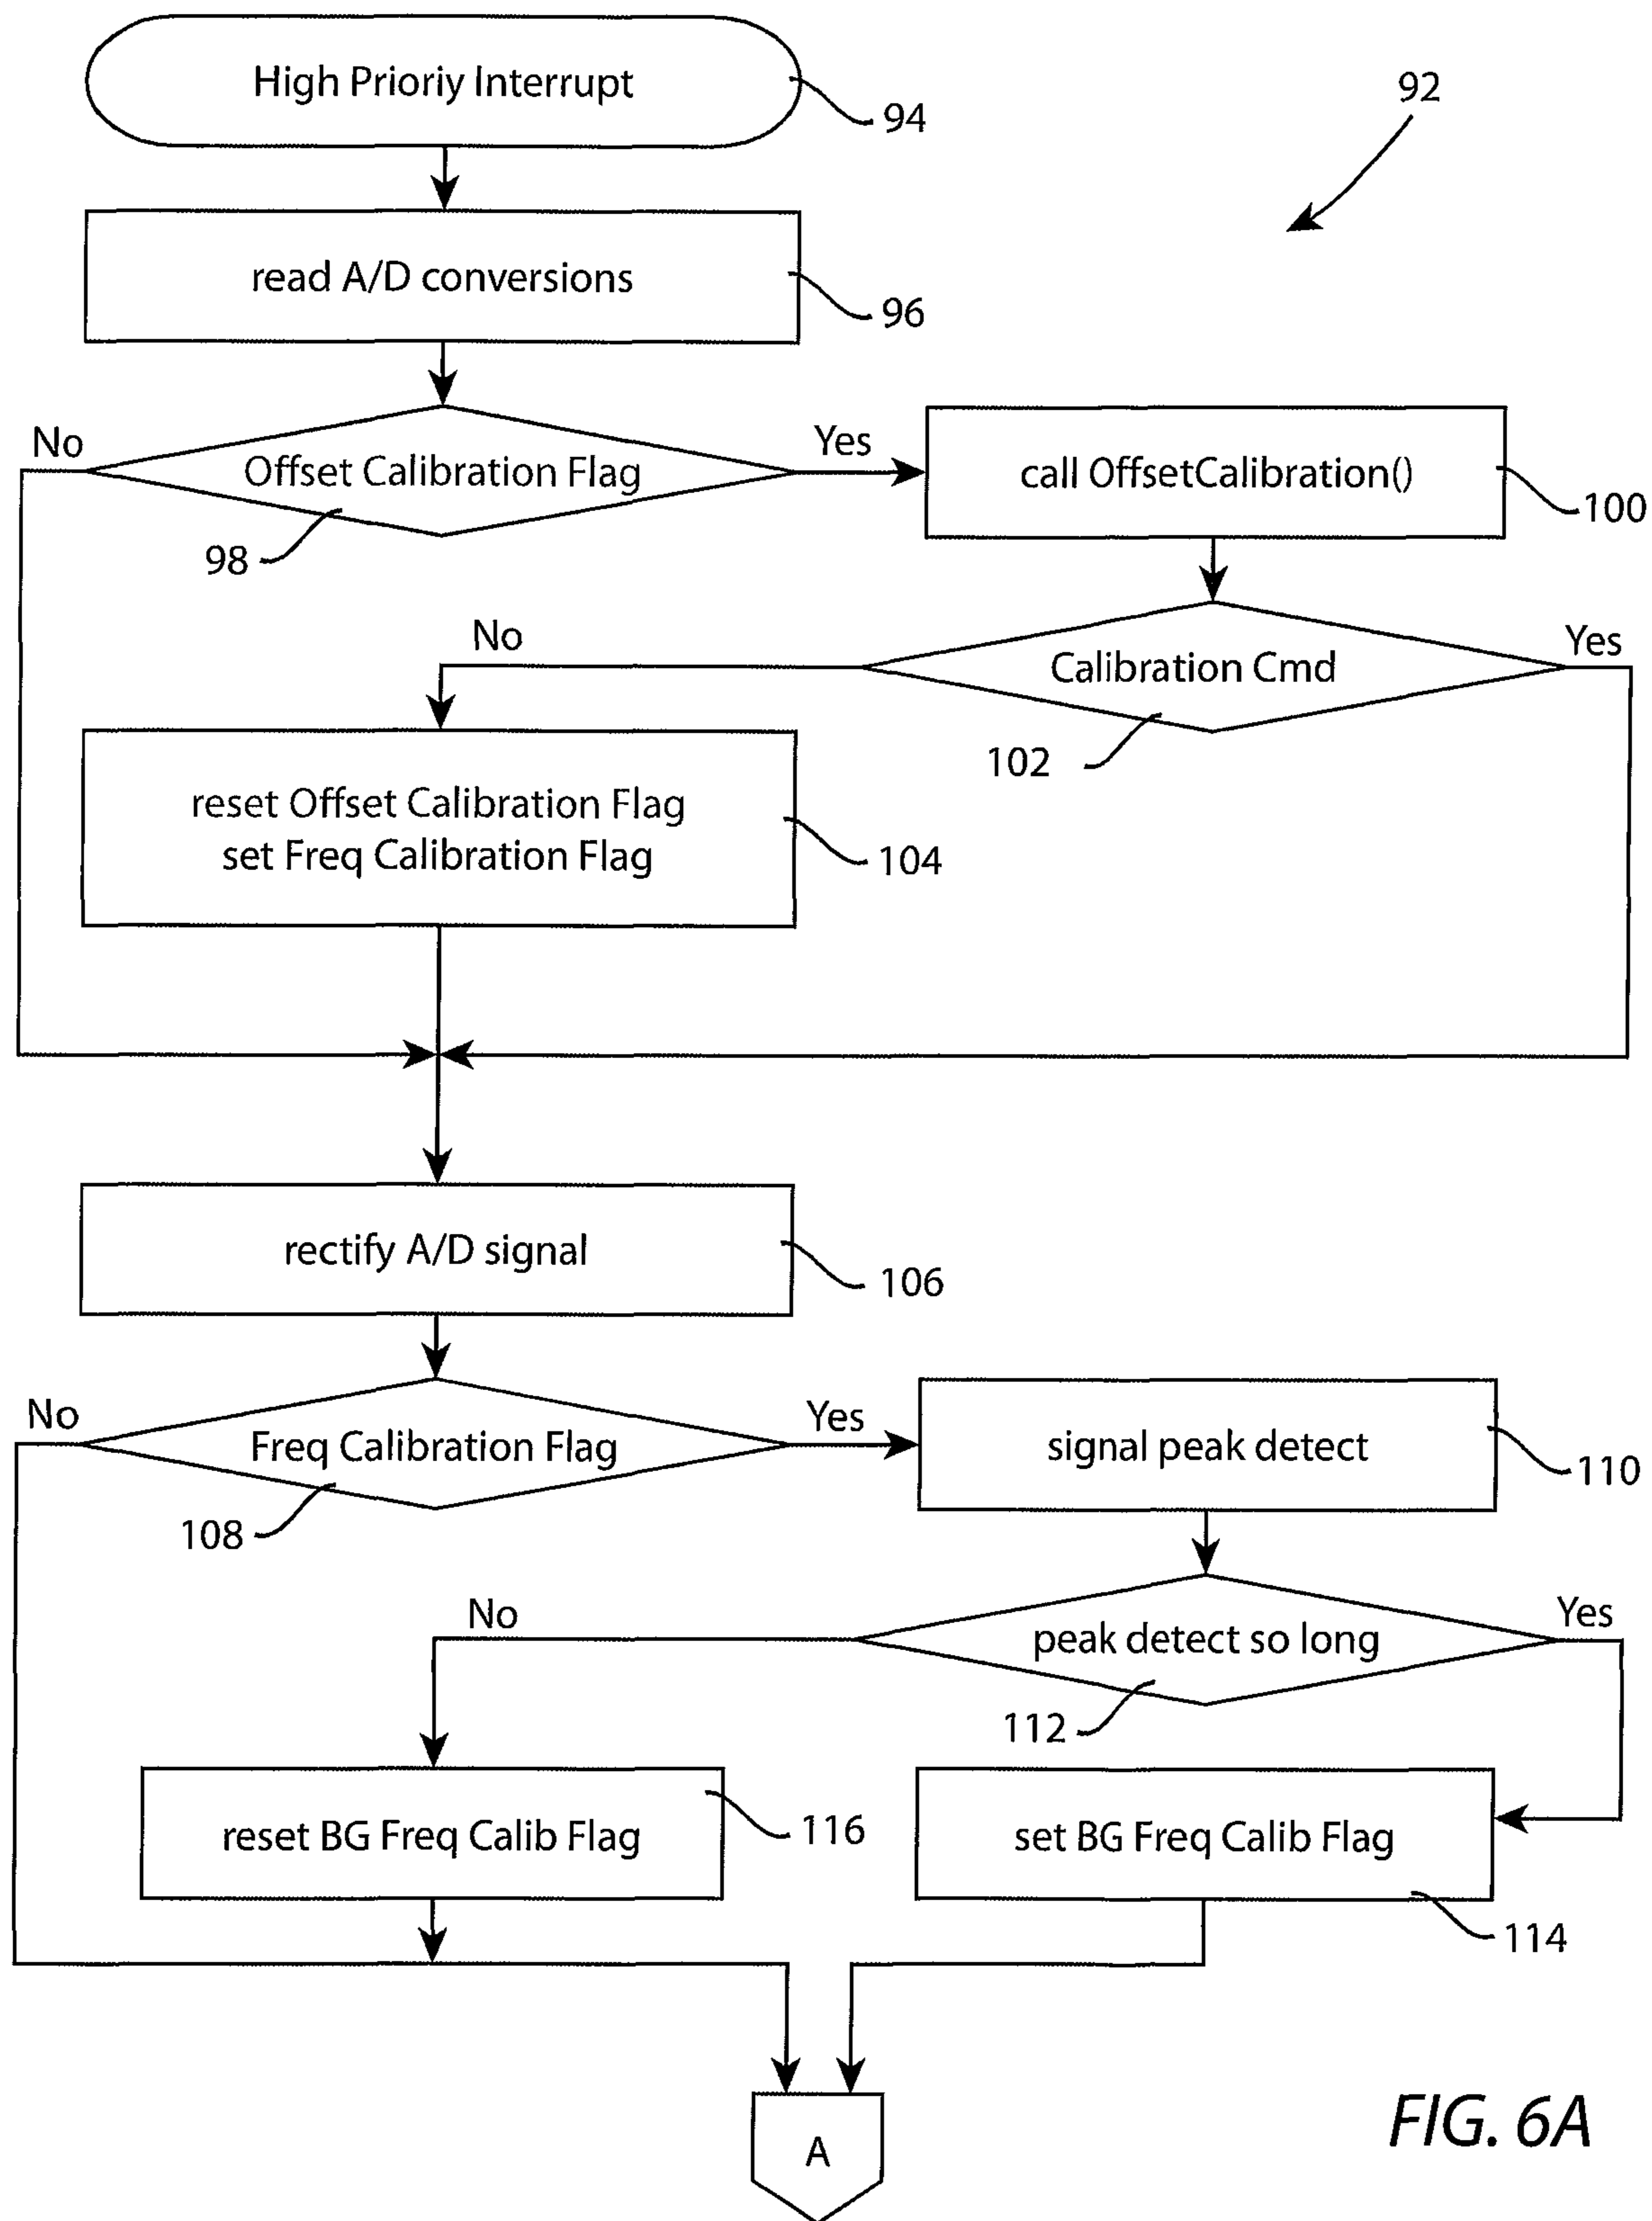 High Prioriy Interrupt
94
92
read A/D conversions
96
No
Offset Calibration Flag
98
Yes
call OffsetCalibration()
100
No
Calibration Cmd
Yes
102
reset Offset Calibration Flag
set Freq Calibration Flag
104
rectify A/D signal
106
No
Freq Calibration Flag
108
Yes
signal peak detect
110
No
peak detect so long
Yes
112
reset BG Freq Calib Flag
116
set BG Freq Calib Flag
114
A
FIG. 6A